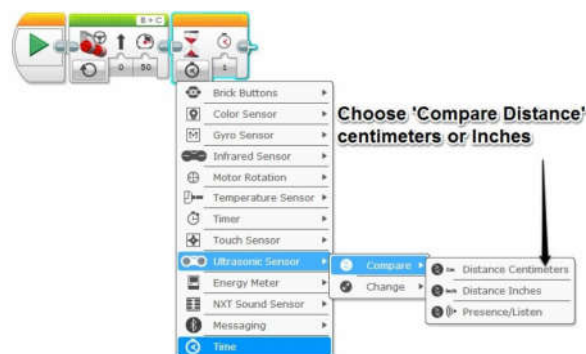 B + C
0
50
1
Brick Buttons
Color Sensor
Gyro Sensor
Infrared Sensor
Motor Rotation
Temperature Sensor
Timer
Touch Sensor
Ultrasonic Sensor
Energy Meter
NXT Sound Sensor
Messaging
Time
Choose 'Compare Distance'
centimeters or Inches
Compare
Change
Distance Centimeters
Distance Inches
Presence/Listen